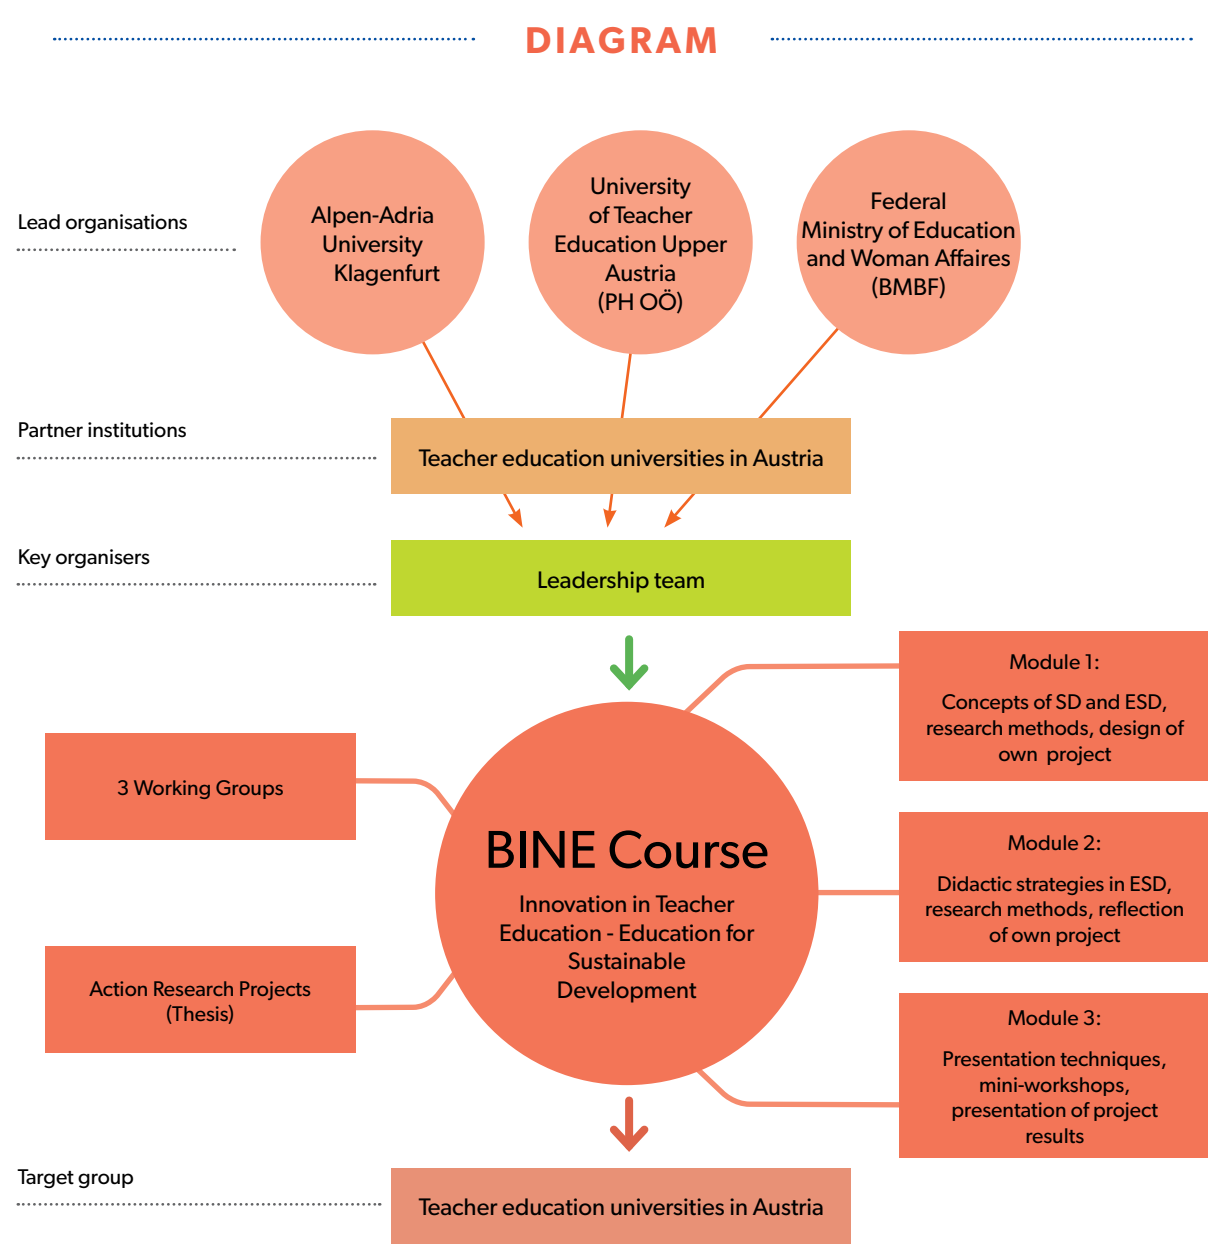 DIAGRAM
Lead organisations
Alpen-Adria
University
Klagenfurt
University
of Teacher
Education Upper
Austria
(PH OÖ)
Federal
Ministry of Education
and Woman Affaires
(BMBF)
Partner institutions
Teacher education universities in Austria
Key organisers
Leadership team
3 Working Groups
Action Research Projects
(Thesis)
BINE Course
Innovation in Teacher
Education - Education for
Sustainable
Development
Module 1:
Concepts of SD and ESD,
research methods, design of
own project
Module 2:
Didactic strategies in ESD,
research methods, reflection
of own project
Module 3:
Presentation techniques,
mini-workshops,
presentation of project
results
Target group
Teacher education universities in Austria